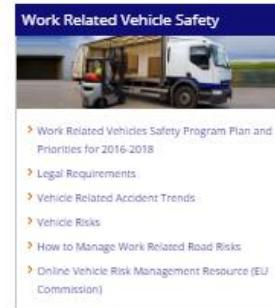 Work Related Vehicle Safety
Work Related Vehicles Safety Program Plan and
Priorities for 2016-2018
Legal Requirements
Vehicle Related Accident Trends
Vehicle Risks
How to Manage Work Related Road Risks
Online Vehicle Risk Management Resource (EU
Commission)